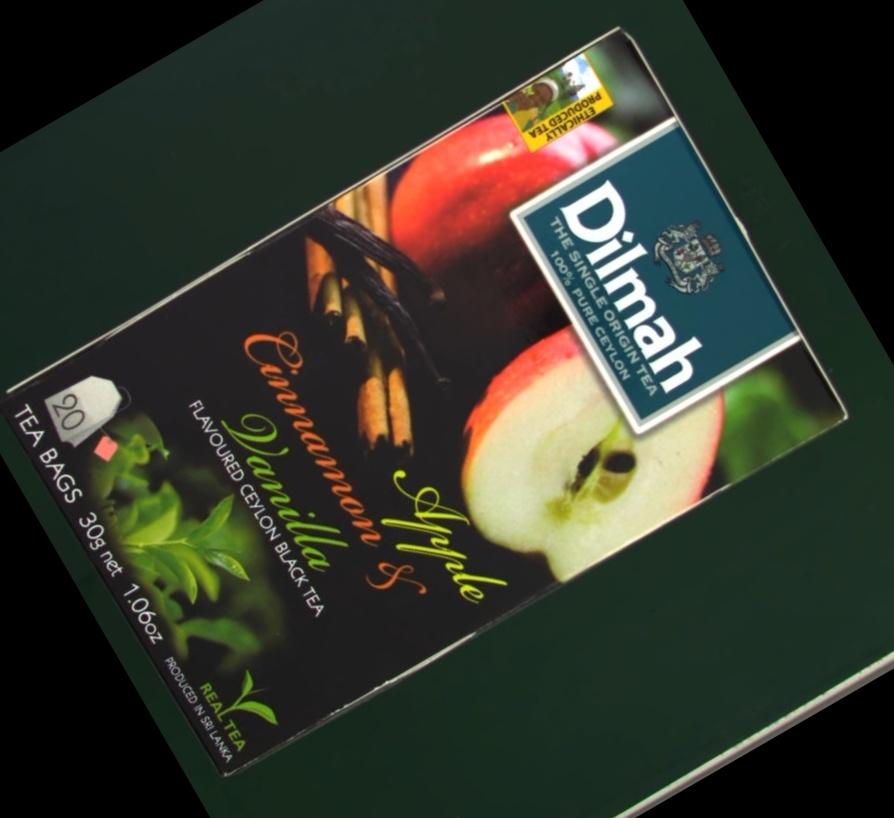 ETHICALLY
PRODUCED TEA
Dilmah
THE SINGLE ORIGIN TEA
100% PURE CEYLON
Apple
Cinnamon &
Vanilla
FLAVOURED CEYLON BLACK TEA
20
TEA BAGS 30g net 1.06oz
REAL TEA
PRODUCED IN SRI LANKA